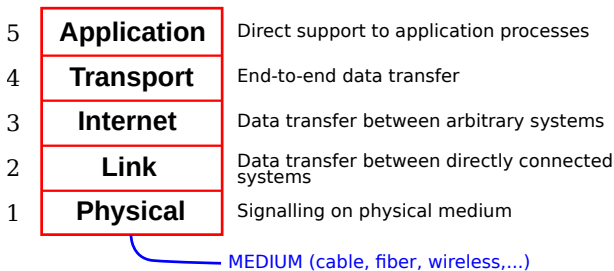 5 Application Direct support to application processes
4 Transport End-to-end data transfer
3 Internet Data transfer between arbitrary systems
2 Link Data transfer between directly connected
systems
1 Physical Signalling on physical medium
MEDIUM (cable, fiber, wireless,...)